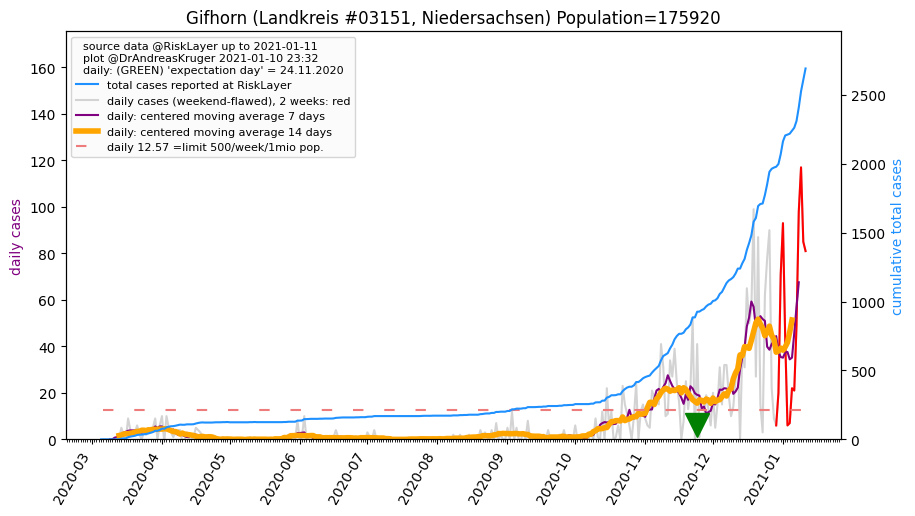 Gifhorn (Landkreis #03151, Niedersachsen) Population=175920
source data @RiskLayer up to 2021-01-11
plot @DrAndreasKruger 2021-01-10 23:32
daily: (GREEN) 'expectation day' = 24.11.2020
total cases reported at RiskLayer
daily cases (weekend-flawed), 2 weeks: red
daily: centered moving average 7 days
daily: centered moving average 14 days
daily 12.57 =limit 500/week/1mio pop.
daily cases
160
140
120
100
80
60
40
20
0
2500
2000
1500
1000
500
0
cumulative total cases
2020-03
2020-04
2020-05
2020-06
2020-07
2020-08
2020-09
2020-10
2020-11
2020-12
2021-01